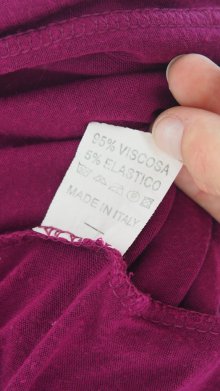 95% VISCOSA
5% ELASTICO
MADE IN ITALY